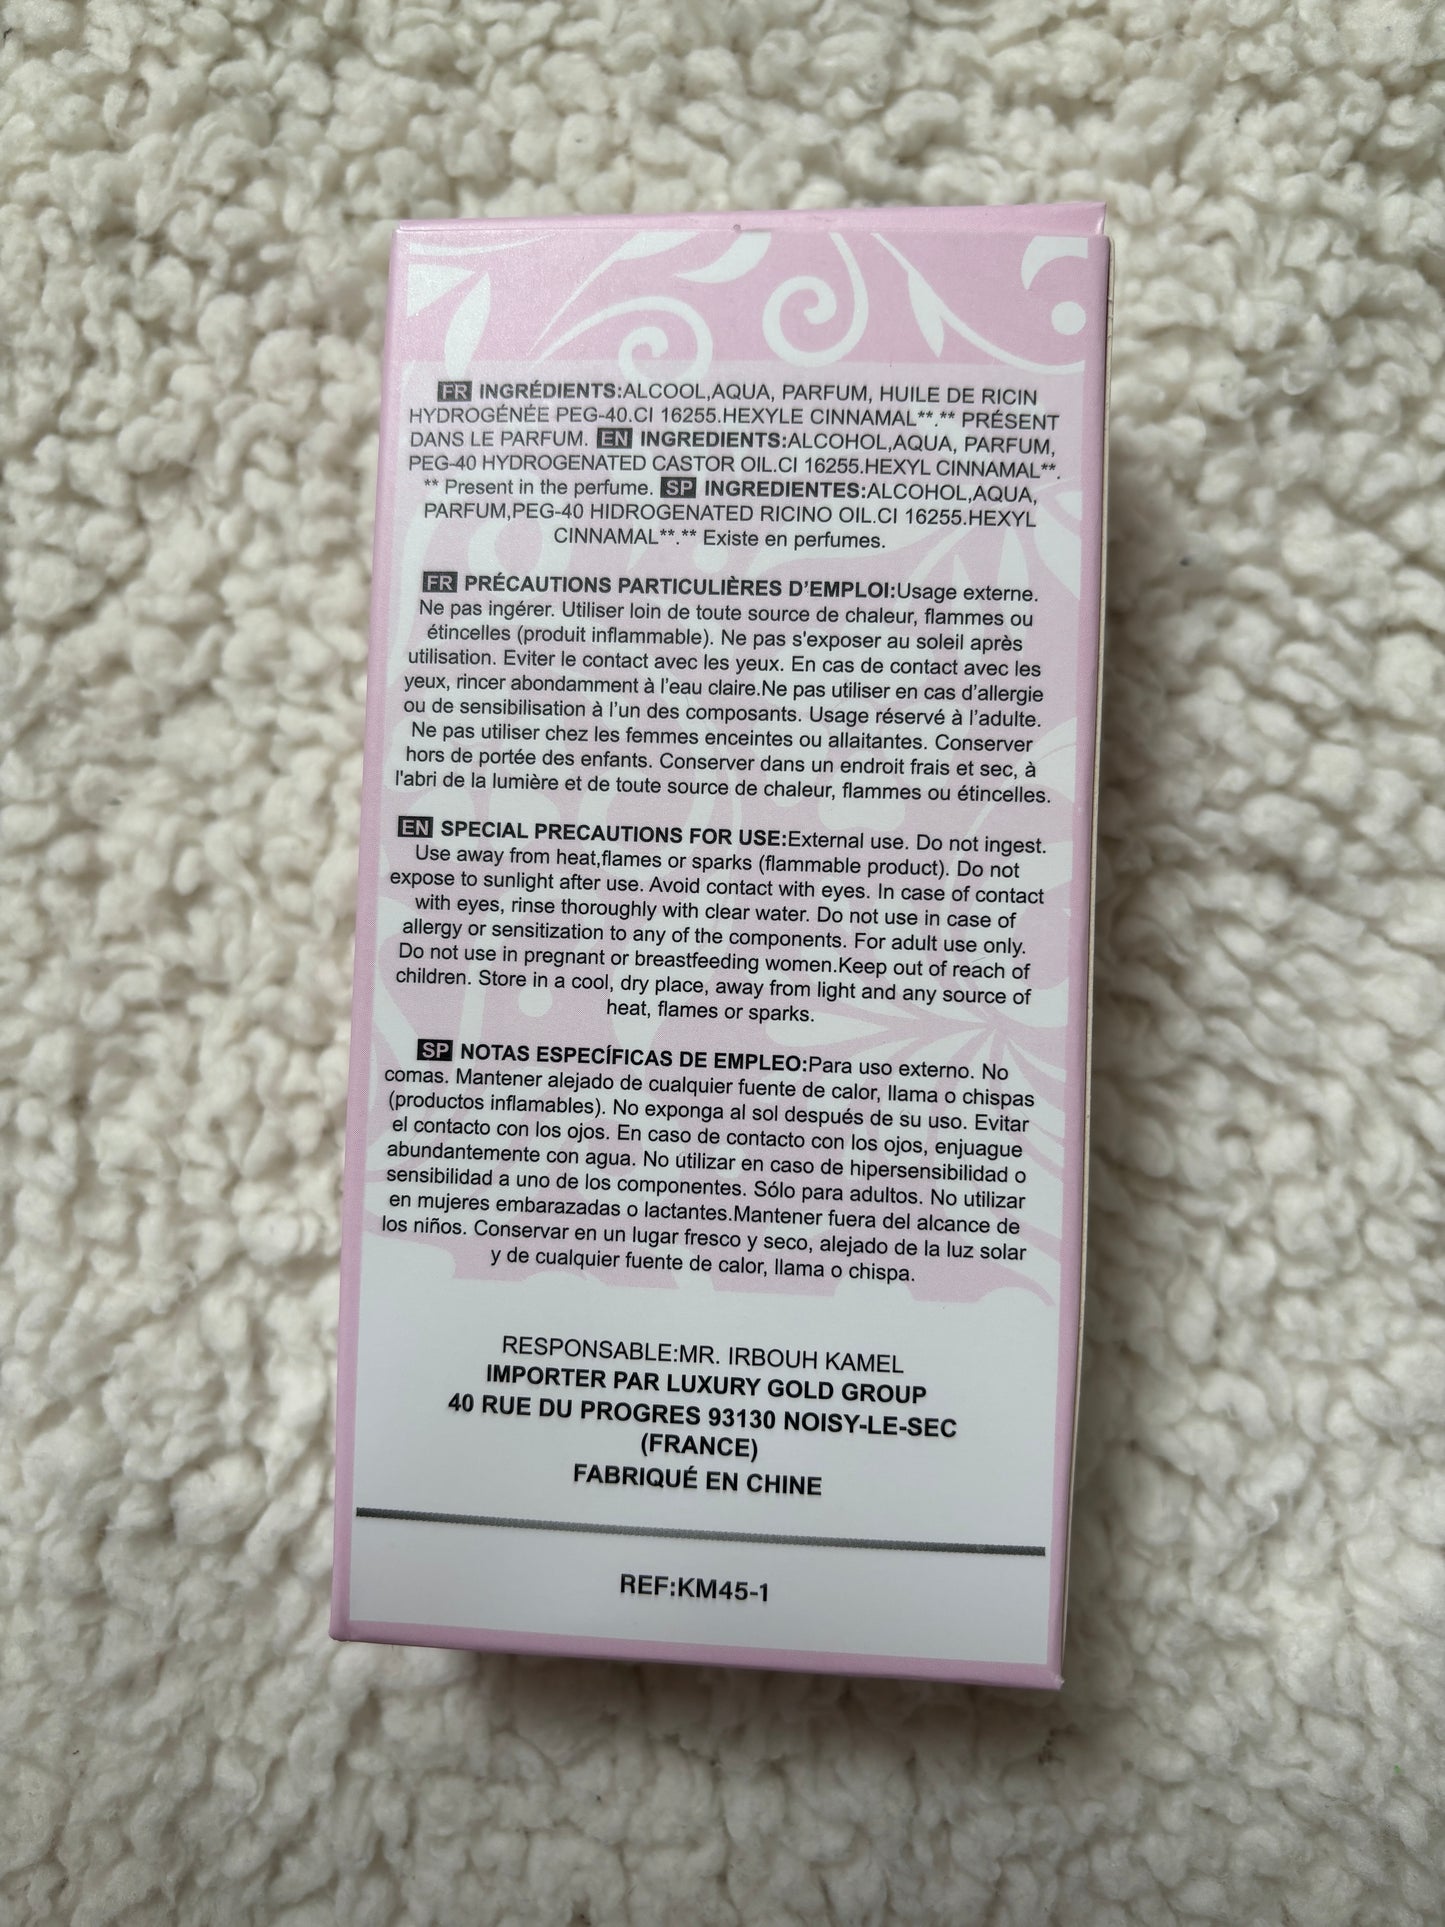 FR INGRÉDIENTS:ALCOOL,AQUA, PARFUM, HUILE DE RICIN
HYDROGÉNÉE PEG-40.CI 16255.HEXYLE CINNAMAL**.** PRÉSENT
DANS LE PARFUM. EN INGREDIENTS:ALCOHOL,AQUA, PARFUM,
PEG-40 HYDROGENATED CASTOR OIL.CI 16255.HEXYL CINNAMAL**.
** Present in the perfume. SP INGREDIENTES:ALCOHOL,AQUA,
PARFUM,PEG-40 HIDROGENATED RICINO OIL.CI 16255.HEXYL
CINNAMAL**.** Existe en perfumes.
FR PRÉCAUTIONS PARTICULIÈRES D'EMPLOI:Usage externe.
Ne pas ingérer. Utiliser loin de toute source de chaleur, flammes ou
étincelles (produit inflammable). Ne pas s'exposer au soleil après
utilisation. Eviter le contact avec les yeux. En cas de contact avec les
yeux, rincer abondamment à l'eau claire.Ne pas utiliser en cas d'allergie
ou de sensibilisation à l'un des composants. Usage réservé à l'adulte.
Ne pas utiliser chez les femmes enceintes ou allaitantes. Conserver
hors de portée des enfants. Conserver dans un endroit frais et sec, à
l'abri de la lumière et de toute source de chaleur, flammes ou étincelles.
EN SPECIAL PRECAUTIONS FOR USE:External use. Do not ingest.
Use away from heat,flames or sparks (flammable product). Do not
expose to sunlight after use. Avoid contact with eyes. In case of contact
with eyes, rinse thoroughly with clear water. Do not use in case of
allergy or sensitization to any of the components. For adult use only.
Do not use in pregnant or breastfeeding women.Keep out of reach of
children. Store in a cool, dry place, away from light and any source of
heat, flames or sparks.
SP NOTAS ESPECÍFICAS DE EMPLEO:Para uso externo. No
comas. Mantener alejado de cualquier fuente de calor, llama o chispas
(productos inflamables). No exponga al sol después de su uso. Evitar
el contacto con los ojos. En caso de contacto con los ojos, enjuague
abundantemente con agua. No utilizar en caso de hipersensibilidad o
sensibilidad a uno de los componentes. Sólo para adultos. No utilizar
en mujeres embarazadas o lactantes.Mantener fuera del alcance de
los niños. Conservar en un lugar fresco y seco, alejado de la luz solar
y de cualquier fuente de calor, llama o chispa.
RESPONSABLE:MR. IRBOUH KAMEL
IMPORTER PAR LUXURY GOLD GROUP
40 RUE DU PROGRES 93130 NOISY-LE-SEC
(FRANCE)
FABRIQUÉ EN CHINE
REF:KM45-1